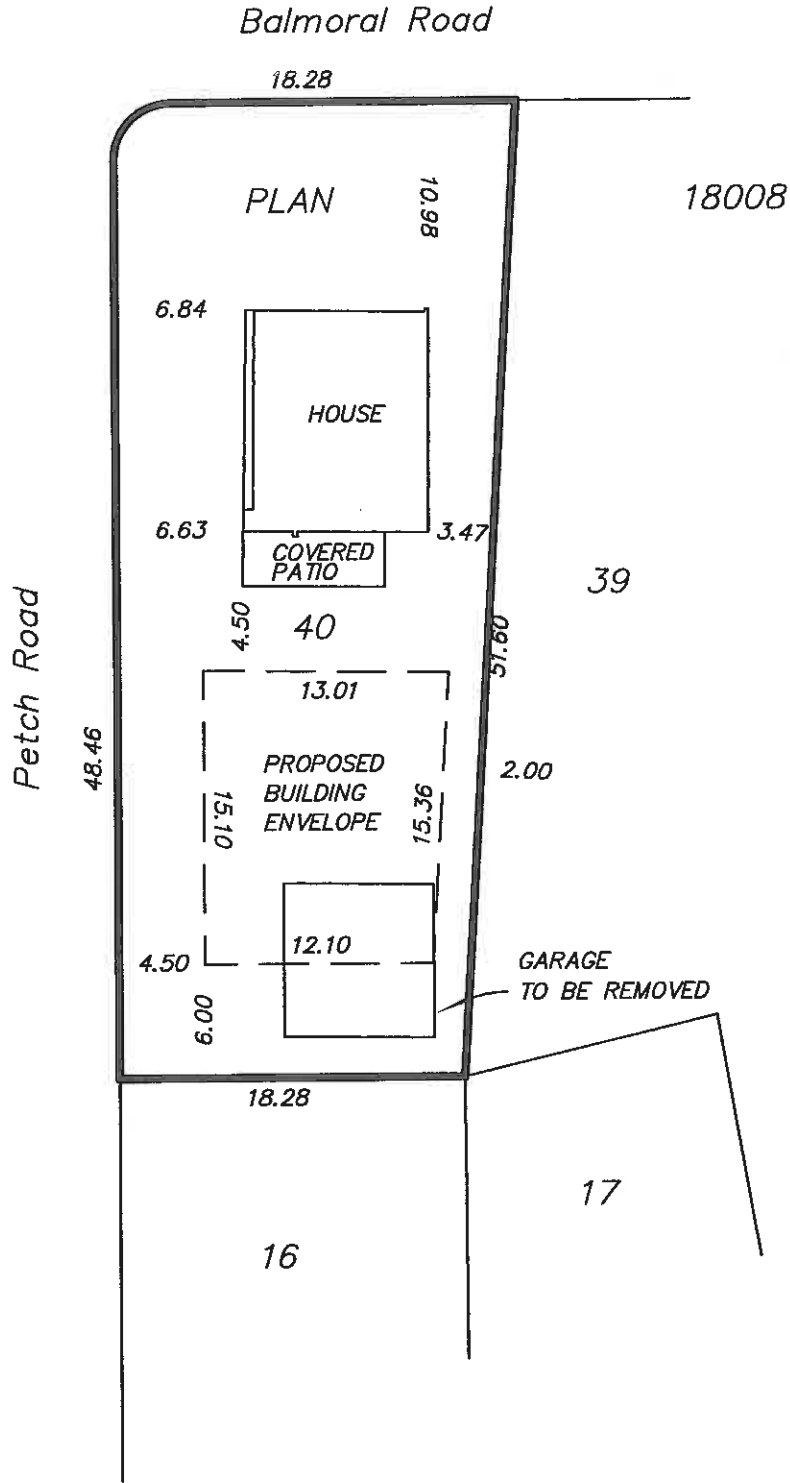 Balmoral Road
18.28
PLAN
10.98
18008
6.84
HOUSE
6.63
3.47
COVERED
PATIO
39
4.50
40
51.60
Petch Road
13.01
48.46
PROPOSED
BUILDING
ENVELOPE
15.10
15.36
2.00
12.10
4.50
GARAGE
TO BE REMOVED
6.00
18.28
17
16